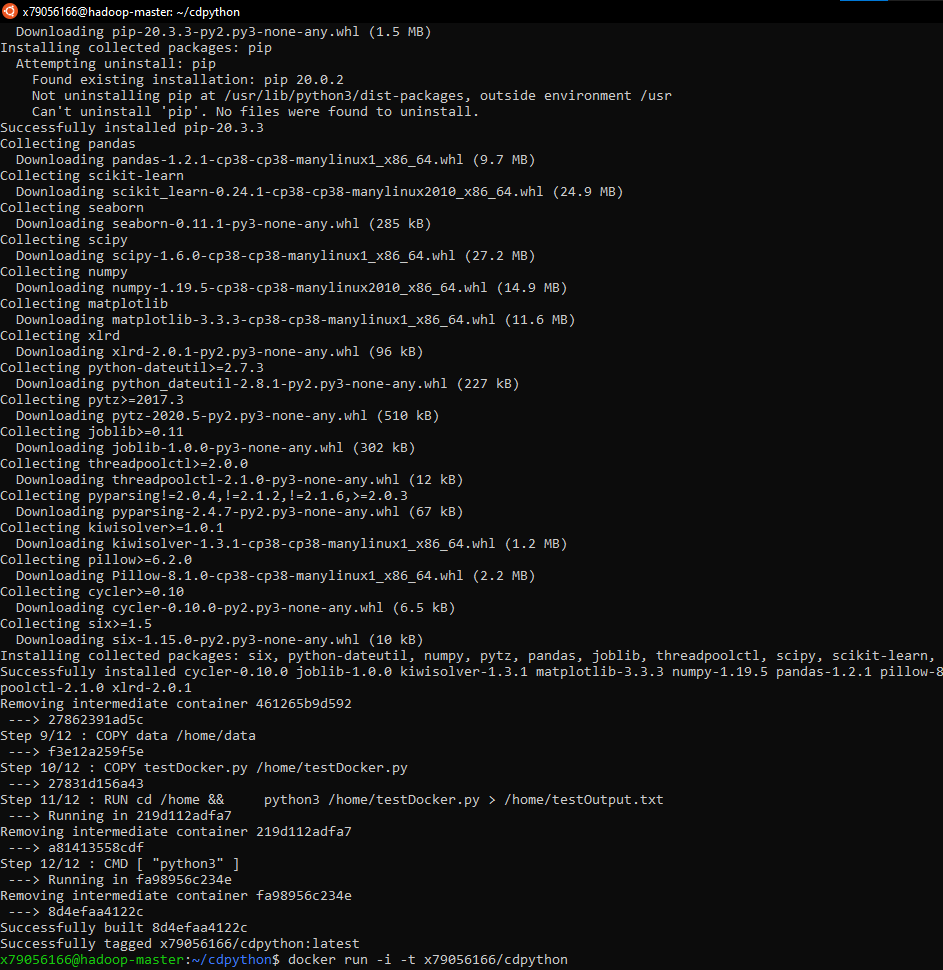 x79056166@hadoop-master: ~/cdpython
Downloading pip-20.3.3-py2.py3-none-any.whl (1.5 MB)
Installing collected packages: pip
Attempting uninstall: pip
Found existing installation: pip 20.0.2
Not uninstalling pip at /usr/lib/python3/dist-packages, outside environment /usr
Can't uninstall 'pip'. No files were found to uninstall.
Successfully installed pip-20.3.3
Collecting pandas
Downloading pandas-1.2.1-cp38-cp38-manylinux1_x86_64.whl (9.7 MB)
Collecting scikit-learn
Downloading scikit_learn-0.24.1-cp38-cp38-manylinux2010_x86_64.whl (24.9 MB)
Collecting seaborn
Downloading seaborn-0.11.1-py3-none-any.whl (285 kB)
Collecting scipy
Downloading scipy-1.6.0-cp38-cp38-manylinux1_x86_64.whl (27.2 MB)
Collecting numpy
Downloading numpy-1.19.5-cp38-cp38-manylinux2010_x86_64.whl (14.9 MB)
Collecting matplotlib
Downloading matplotlib-3.3.3-cp38-cp38-manylinux1_x86_64.whl (11.6 MB)
Collecting xlrd
Downloading xlrd-2.0.1-py2.py3-none-any.whl (96 kB)
Collecting python-dateutil>=2.7.3
Downloading python_dateutil-2.8.1-py2.py3-none-any.whl (227 kB)
Collecting pytz>=2017.3
Downloading pytz-2020.5-py2.py3-none-any.whl (510 kB)
Collecting joblib>=0.11
Downloading joblib-1.0.0-py3-none-any.whl (302 kB)
Collecting threadpoolctl>=2.0.0
Downloading threadpoolctl-2.1.0-py3-none-any.whl (12 kB)
Collecting pyparsing!=2.0.4,!=2.1.2,!=2.1.6,>=2.0.3
Downloading pyparsing-2.4.7-py2.py3-none-any.whl (67 kB)
Collecting kiwisolver>=1.0.1
Downloading kiwisolver-1.3.1-cp38-cp38-manylinux1_x86_64.whl (1.2 MB)
Collecting pillow>=6.2.0
Downloading Pillow-8.1.0-cp38-cp38-manylinux1_x86_64.whl (2.2 MB)
Collecting cycler>=0.10
Downloading cycler-0.10.0-py2.py3-none-any.whl (6.5 kB)
Collecting six>=1.5
Downloading six-1.15.0-py2.py3-none-any.whl (10 kB)
Installing collected packages: six, python-dateutil, numpy, pytz, pandas, joblib, threadpoolctl, scipy, scikit-learn,
Successfully installed cycler-0.10.0 joblib-1.0.0 kiwisolver-1.3.1 matplotlib-3.3.3 numpy-1.19.5 pandas-1.2.1 pillow-8
poolctl-2.1.0 xlrd-2.0.1
Removing intermediate container 461265b9d592
---> 27862391ad5c
Step 9/12 : COPY data /home/data
---> f3e12a259f5e
Step 10/12 : COPY testDocker.py /home/testDocker.py
---> 27831d156a43
Step 11/12 : RUN cd /home &&     python3 /home/testDocker.py > /home/testOutput.txt
---> Running in 219d112adfa7
Removing intermediate container 219d112adfa7
---> a81413558cdf
Step 12/12 : CMD [ "python3" ]
---> Running in fa98956c234e
Removing intermediate container fa98956c234e
---> 8d4efaa4122c
Successfully built 8d4efaa4122c
Successfully tagged x79056166/cdpython:latest
x79056166@hadoop-master:~/cdpython$ docker run -i -t x79056166/cdpython